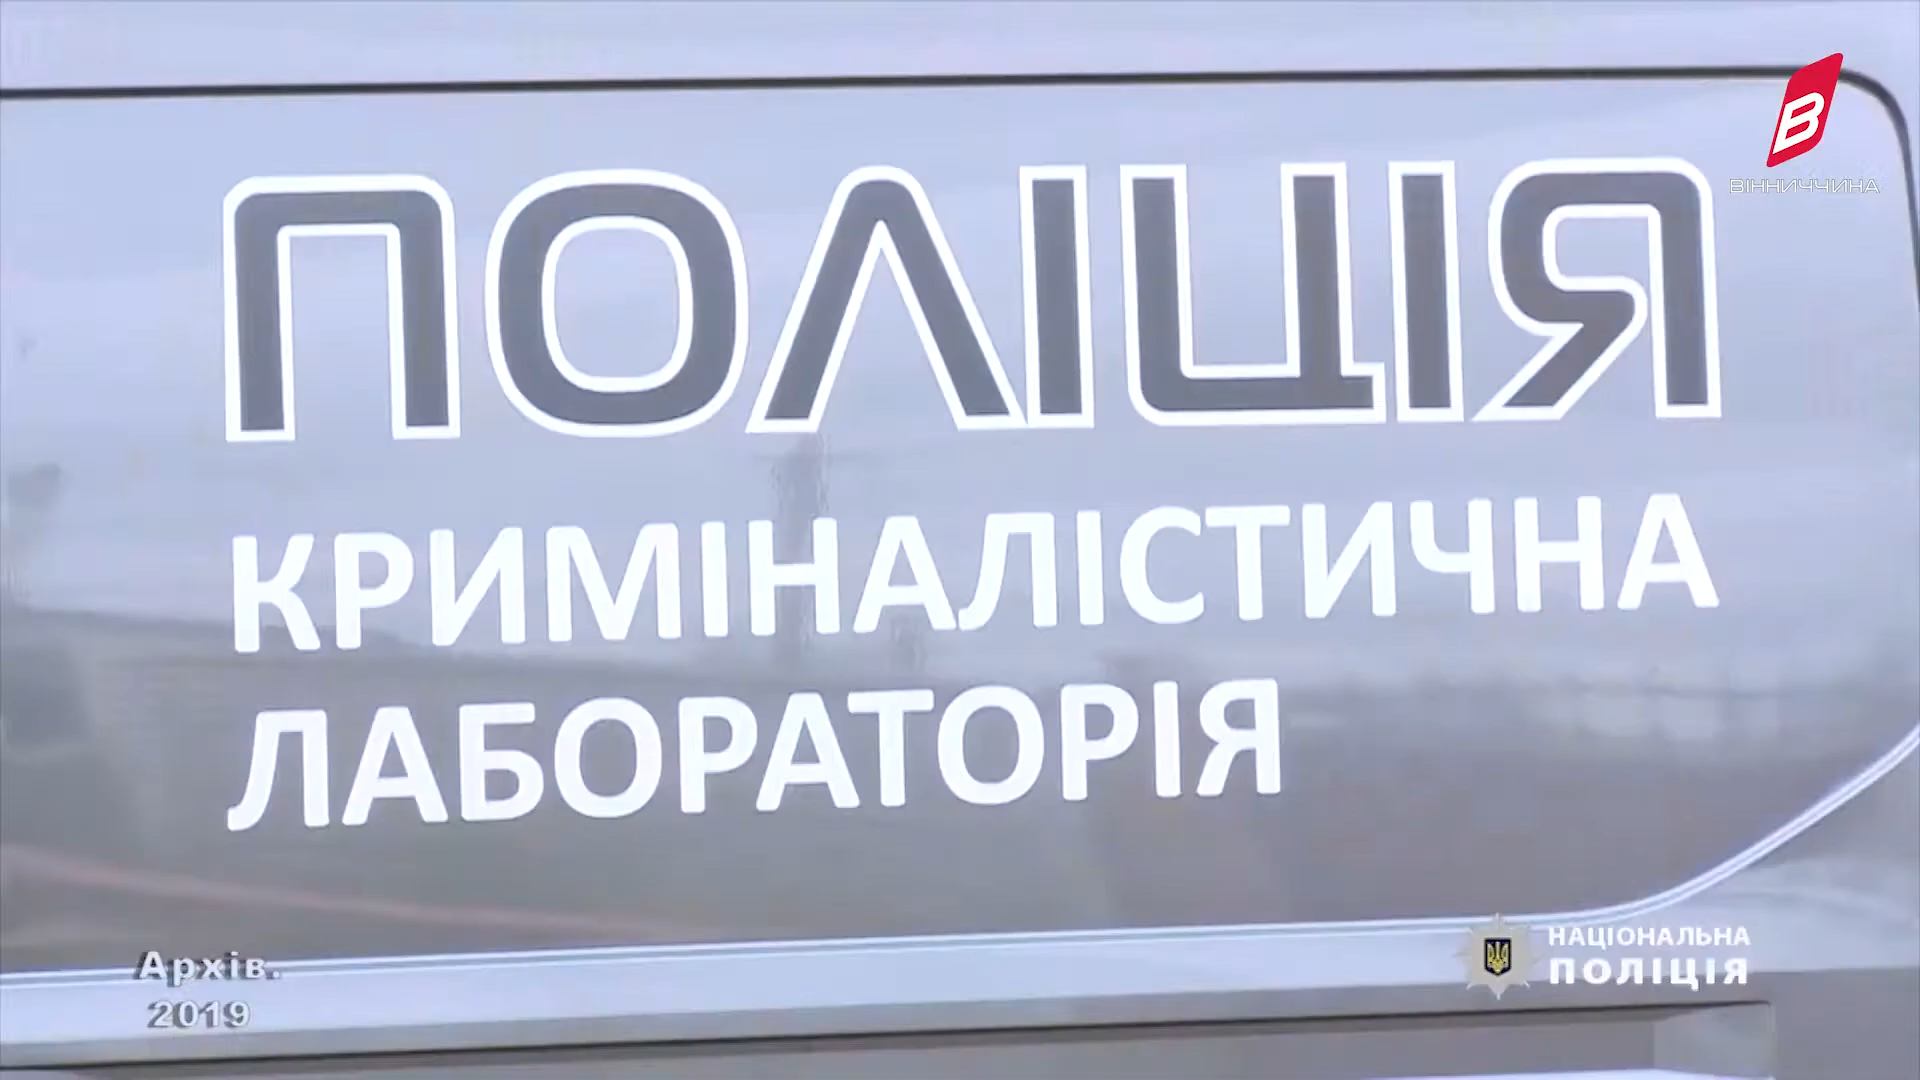 В
ВІННИЧЧИНА
ПОЛІЦІЯ
КРИМІНАЛІСТИЧНА
ЛАБОРАТОРІЯ
Архів.
2019
НАЦІОНАЛЬНА
ПОЛІЦІЯ